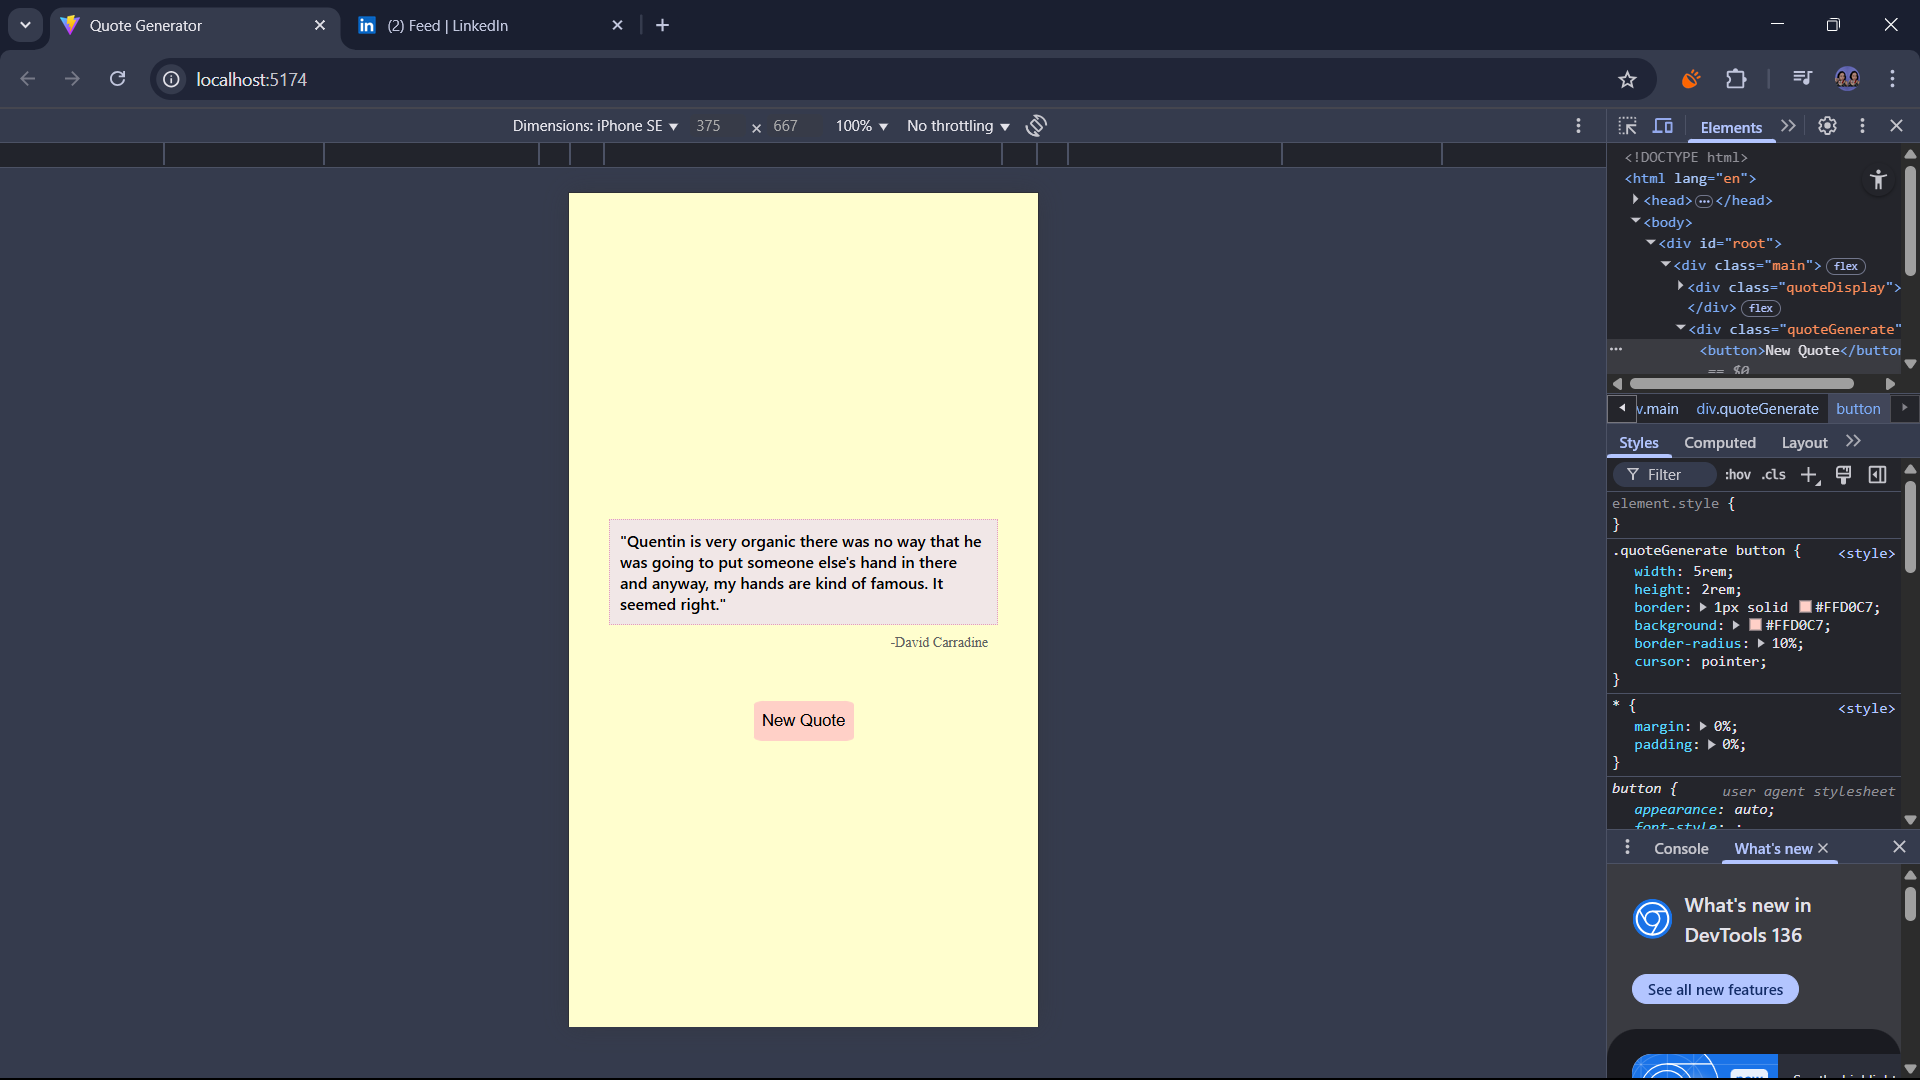 Quote Generator
(2) Feed | LinkedIn
localhost:5174
Dimensions: iPhone SE 375 × 667 100% No throttling
Elements
<!DOCTYPE html>
<html lang="en">
<head> </head>
<body>
<div id="root">
<div class="main"> flex
<div class="quoteDisplay">
</div> flex
<div class="quoteGenerate"
<button>New Quote</button
== $0
v.main div.quoteGenerate button
Styles Computed Layout
Filter :hov .cls
element.style {
}
.quoteGenerate button { <style>
width: 5rem;
height: 2rem;
border: 1px solid #FFD0C7;
background: #FFD0C7;
border-radius: 10%;
cursor: pointer;
}
* { <style>
margin: 0%;
padding: 0%;
}
button { user agent stylesheet
appearance: auto;
font-style: ;
Console What's new
What's new in
DevTools 136
See all new features
"Quentin is very organic there was no way that he
was going to put someone else's hand in there
and anyway, my hands are kind of famous. It
seemed right."
-David Carradine
New Quote